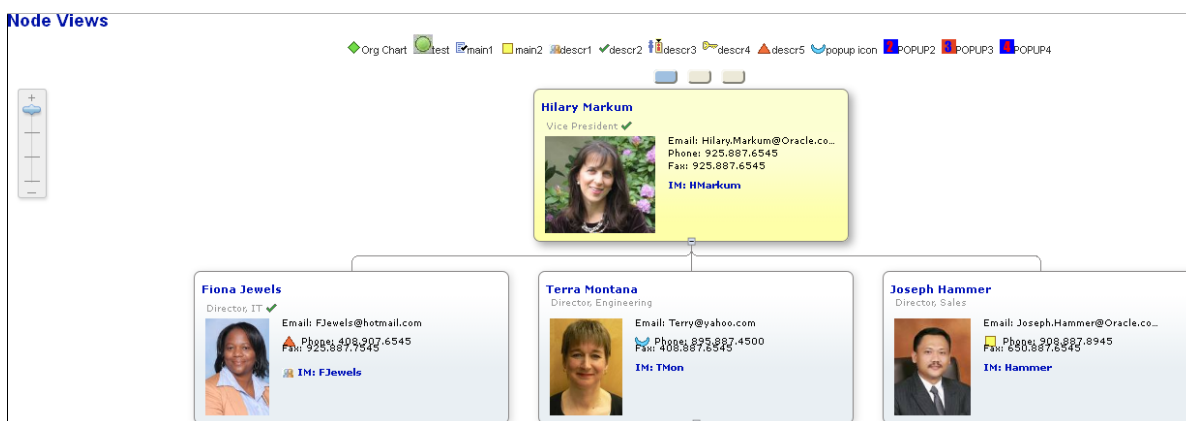 Node Views
Org Chart test main1 main2 descr1 descr2 descr3 descr4 descr5 popup icon 2 POPUP2 3 POPUP3 4 POPUP4
+
–
Hilary Markum
Vice President
Email: Hilary.Markum@Oracle.co...
Phone: 925.887.6545
Fax: 925.887.6545
IM: HMarkum
Fiona Jewels
Director, IT
Email: FJewels@hotmail.com
Phone: 408.907.6545
Fax: 925.887.7545
IM: FJewels
Terra Montana
Director, Engineering
Email: Terry@yahoo.com
Phone: 895.887.4500
Fax: 408.887.6545
IM: TMon
Joseph Hammer
Director, Sales
Email: Joseph.Hammer@Oracle.co...
Phone: 908.887.8945
Fax: 650.887.6545
IM: Hammer